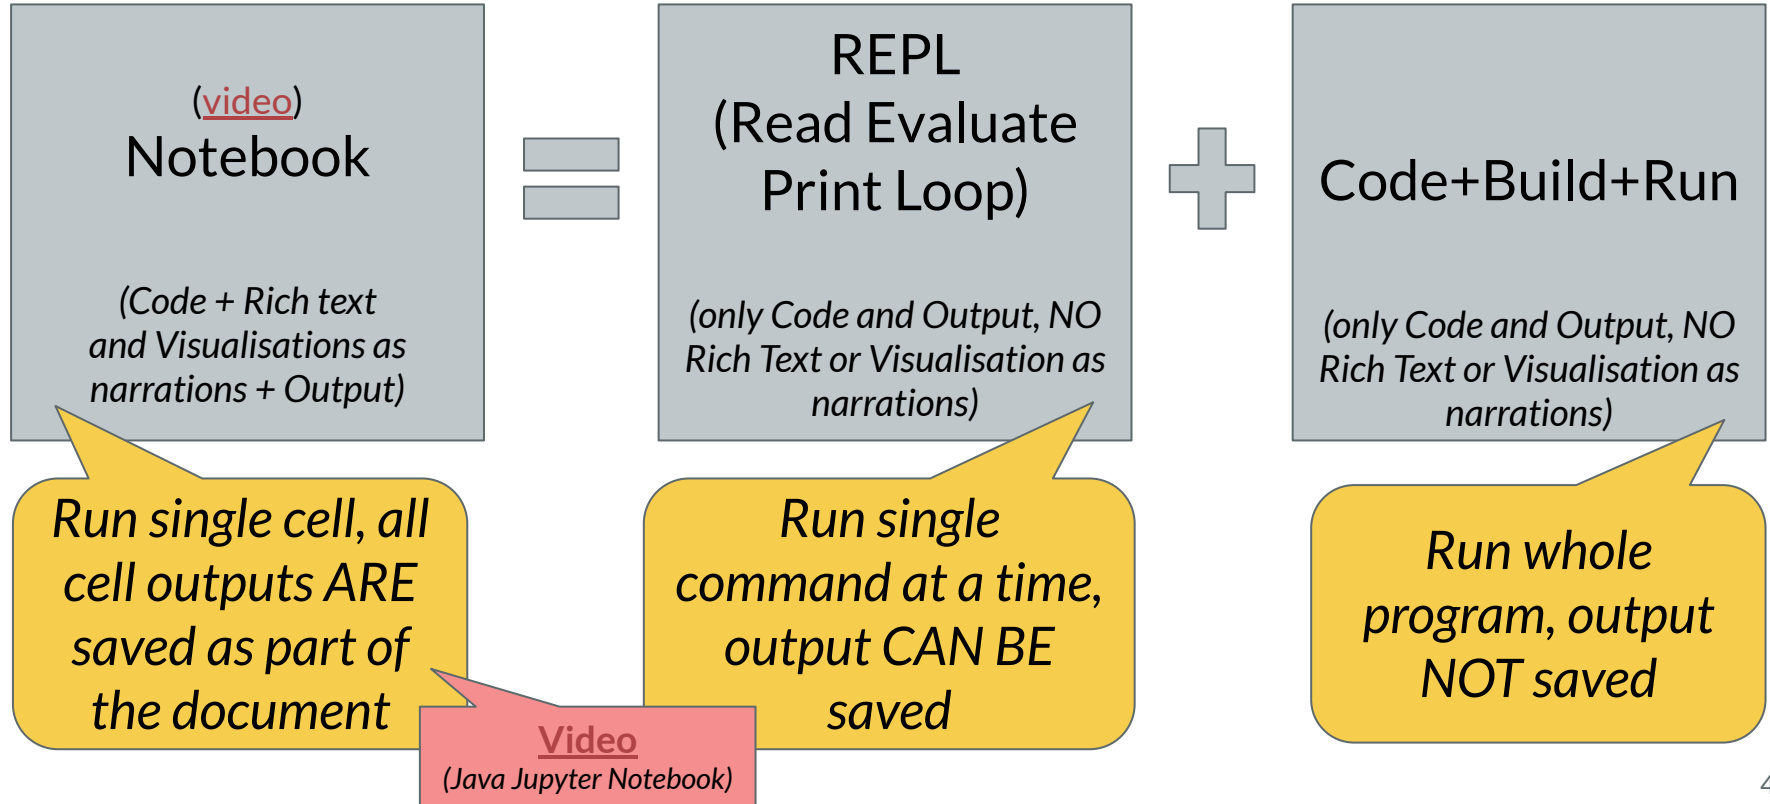 (video)
Notebook
(Code + Rich text
and Visualisations as
narrations + Output)
REPL
(Read Evaluate
Print Loop)
(only Code and Output, NO
Rich Text or Visualisation as
narrations)
Code+Build+Run
(only Code and Output, NO
Rich Text or Visualisation as
narrations)
Run single cell, all
cell outputs ARE
saved as part of
the document
Run single
command at a time,
output CAN BE
saved
Run whole
program, output
NOT saved
Video
(Java Jupyter Notebook)
4